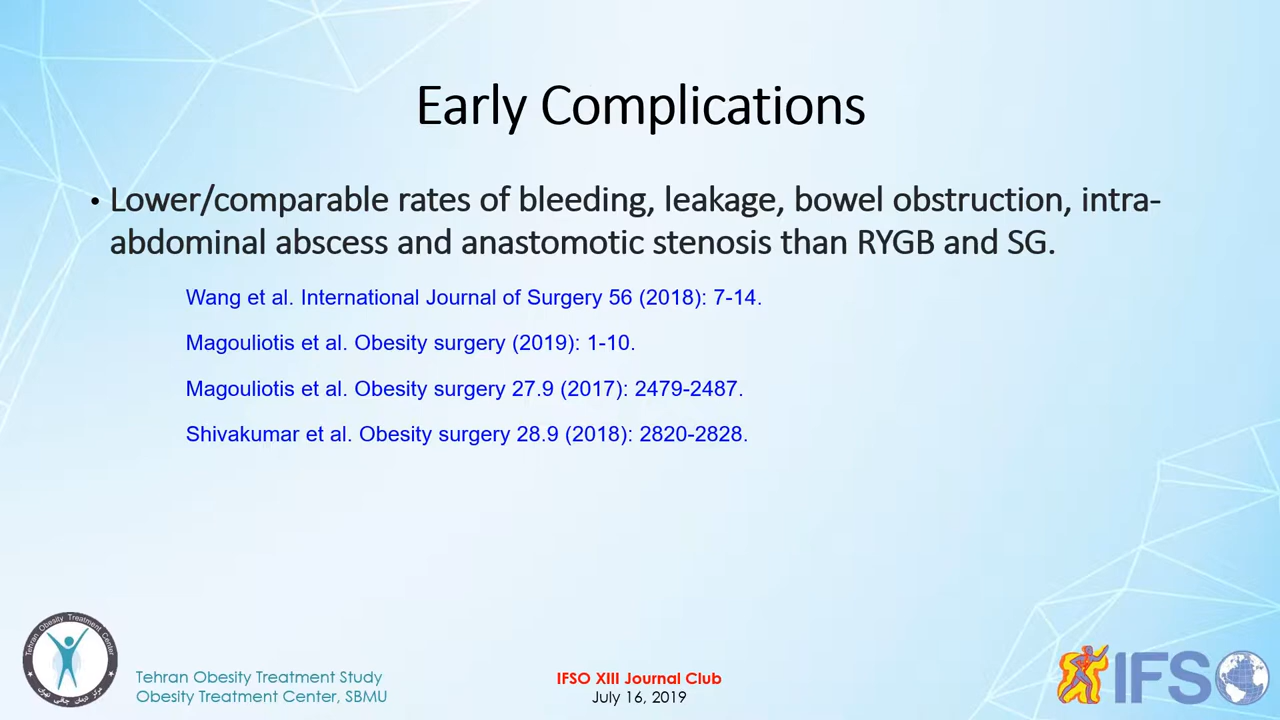 Early Complications
• Lower/comparable rates of bleeding, leakage, bowel obstruction, intra-
abdominal abscess and anastomotic stenosis than RYGB and SG.
Wang et al. International Journal of Surgery 56 (2018): 7-14.
Magouliotis et al. Obesity surgery (2019): 1-10.
Magouliotis et al. Obesity surgery 27.9 (2017): 2479-2487.
Shivakumar et al. Obesity surgery 28.9 (2018): 2820-2828.
Tehran Obesity Treatment Center
مرکز درمان چاقی تهران
Tehran Obesity Treatment Study
Obesity Treatment Center, SBMU
IFSO XIII Journal Club
July 16, 2019
IFSO